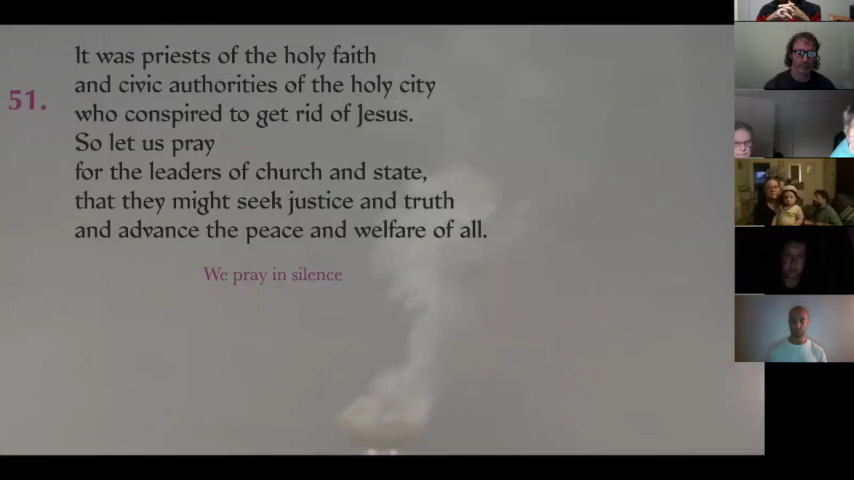 51.
It was priests of the holy faith
and civic authorities of the holy city
who conspired to get rid of Jesus.
So let us pray
for the leaders of church and state,
that they might seek justice and truth
and advance the peace and welfare of all.
We pray in silence